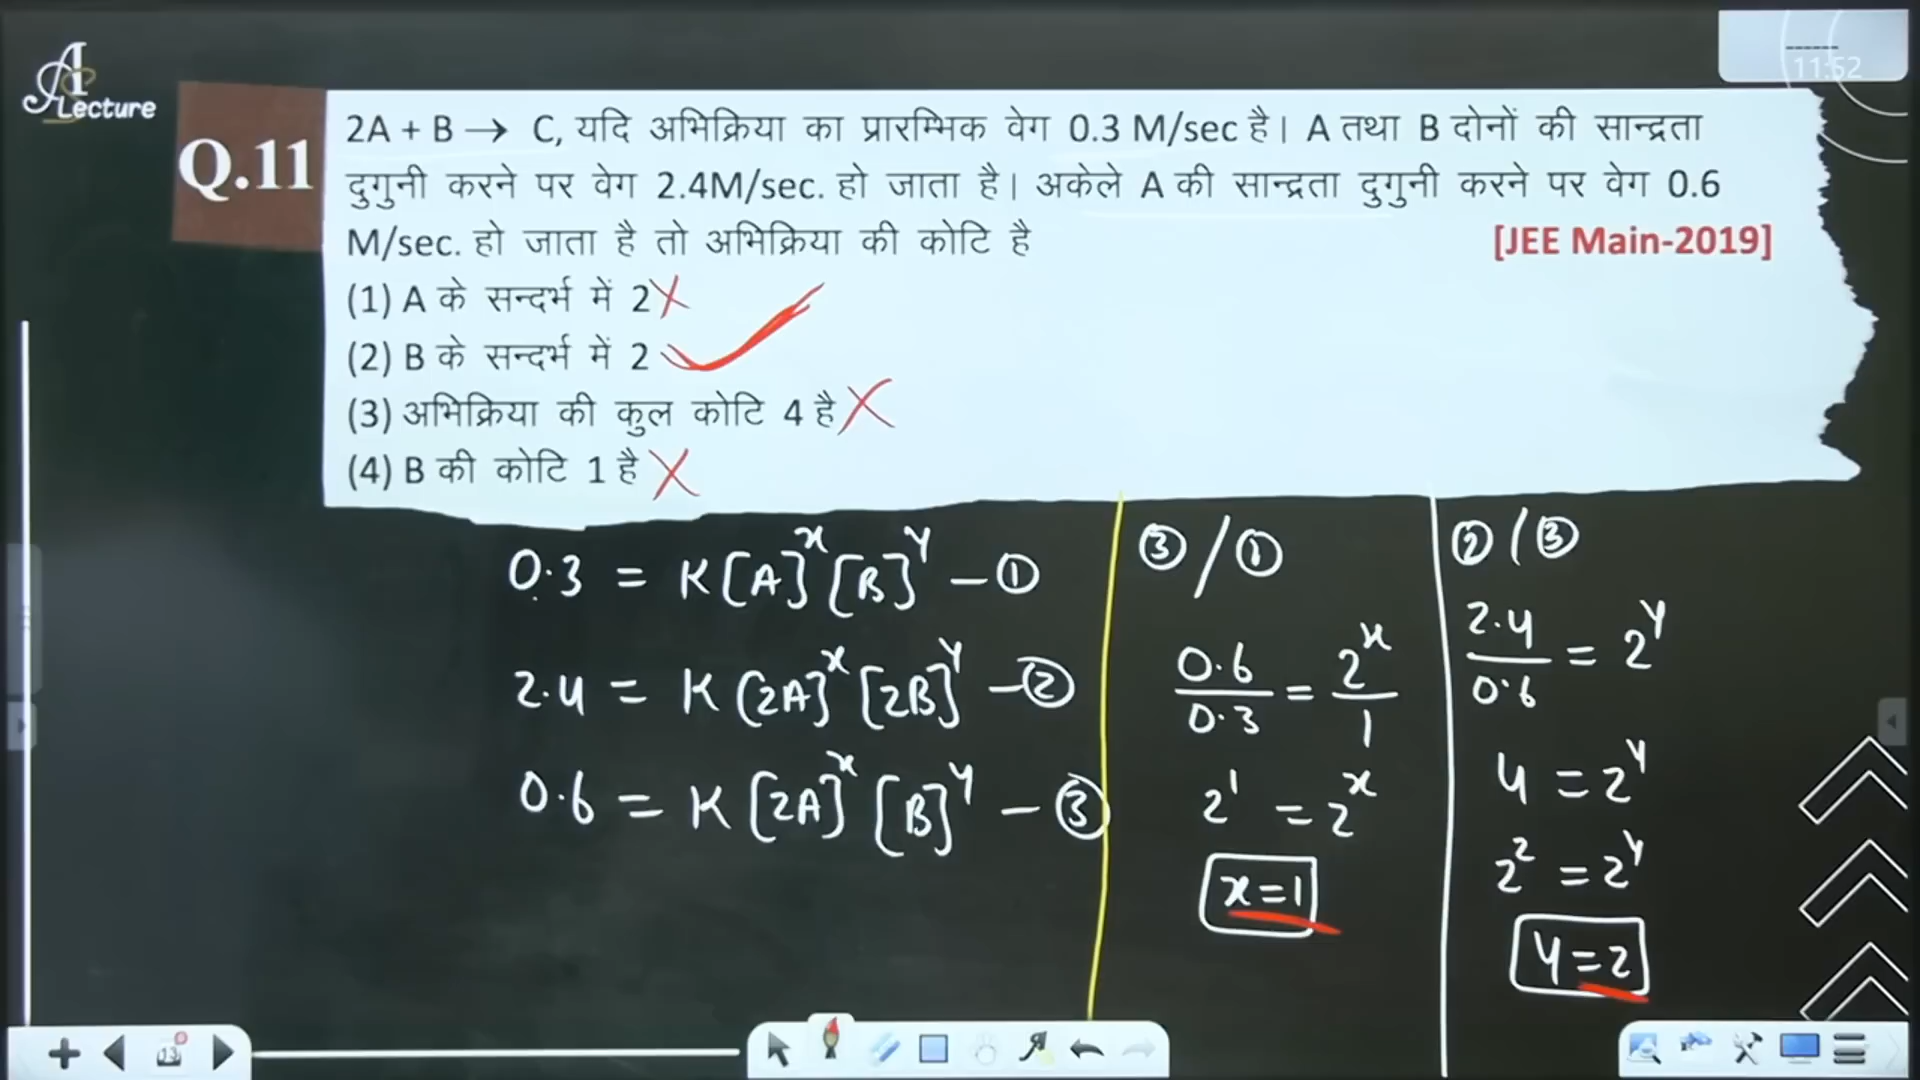 A Lecture
11:52
Q.11
2A + B → C, यदि अभिक्रिया का प्रारम्भिक वेग 0.3 M/sec है। A तथा B दोनों की सान्द्रता
दुगुनी करने पर वेग 2.4M/sec. हो जाता है। अकेले A की सान्द्रता दुगुनी करने पर वेग 0.6
M/sec. हो जाता है तो अभिक्रिया की कोटि है [JEE Main-2019]
(1) A के सन्दर्भ में 2
(2) B के सन्दर्भ में 2
(3) अभिक्रिया की कुल कोटि 4 है
(4) B की कोटि 1 है
0.3 = K[A]^x [B]^y – ①
2.4 = K[2A]^x [2B]^y – ②
0.6 = K[2A]^x [B]^y – ③
③ / ①
0.6/0.3 = 2^x/1
2^1 = 2^x
x=1
② / ③
2.4/0.6 = 2^y
4 = 2^y
2^2 = 2^y
y=2
13